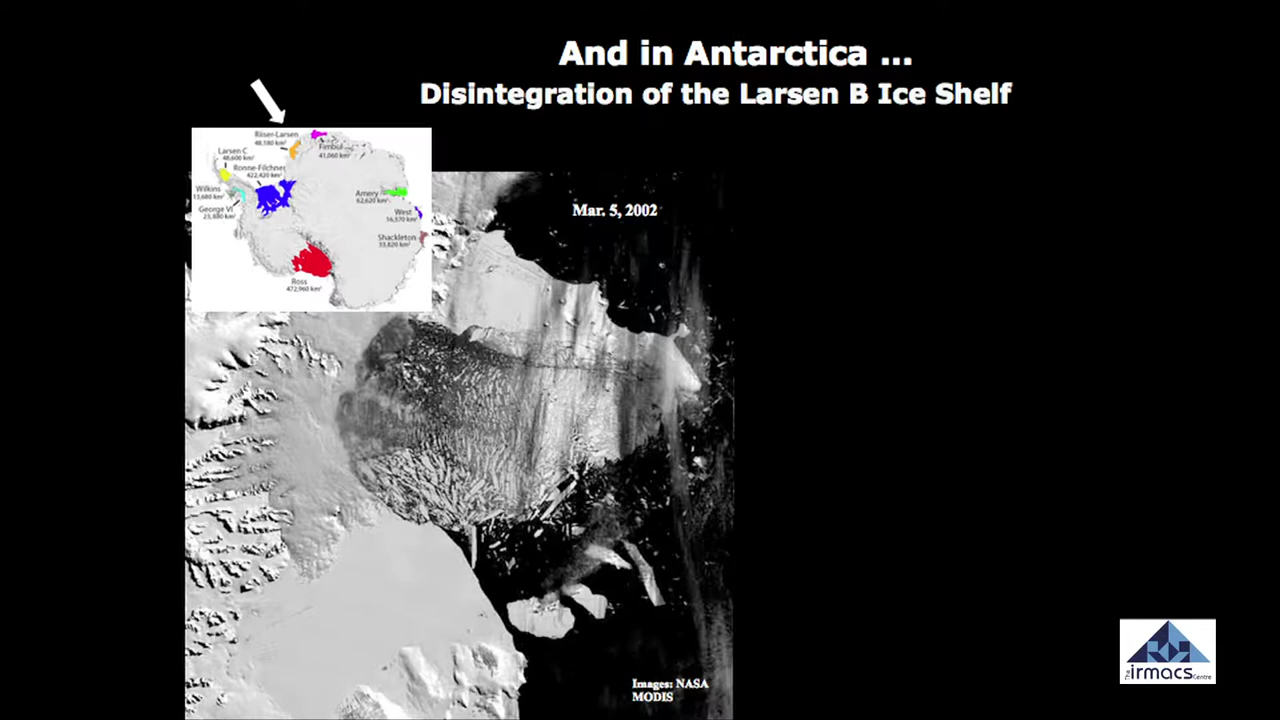 And in Antarctica ...
Disintegration of the Larsen B Ice Shelf
Riiser-Larsen
48,180 km²
Fimbul
41,060 km²
Larsen C
48,600 km²
Ronne-Filchner
422,420 km²
Wilkins
13,680 km²
George VI
23,880 km²
Amery
62,620 km²
West
16,370 km²
Shackleton
33,820 km²
Ross
472,960 km²
Mar. 5, 2002
Images: NASA
MODIS
The irmacs Centre